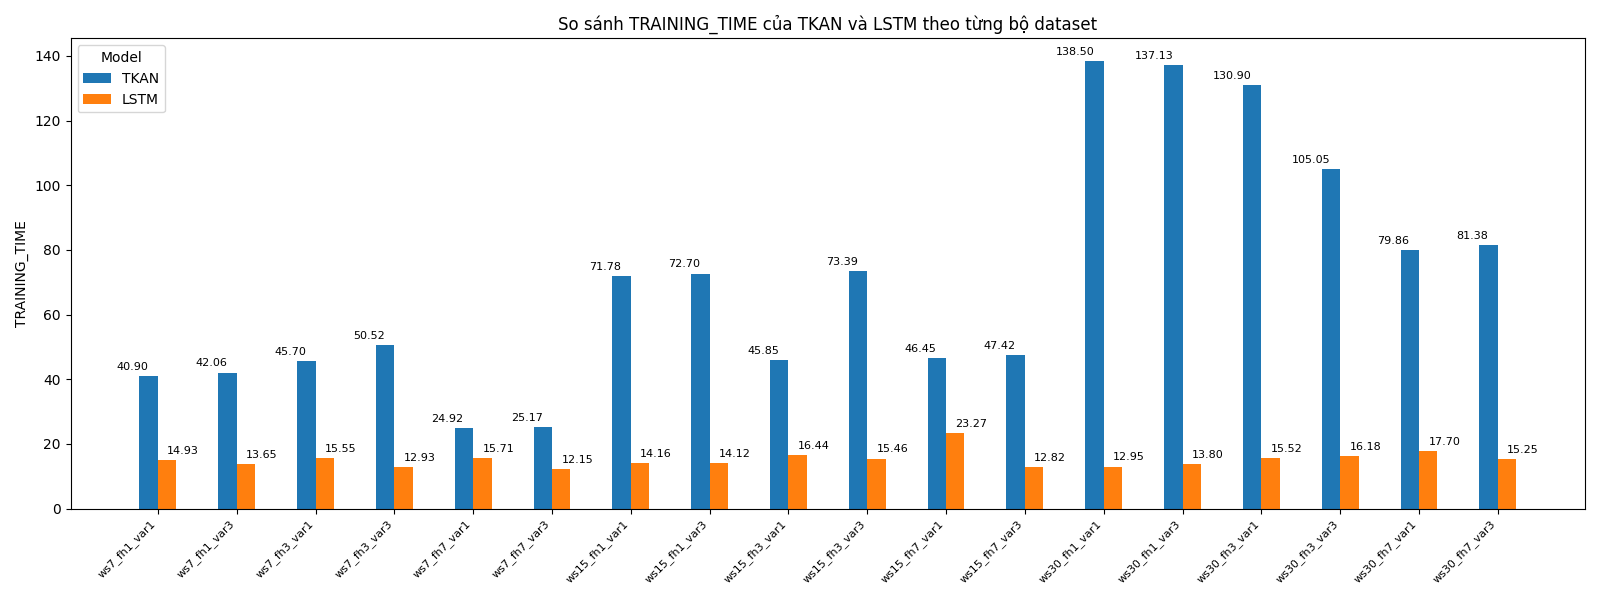 So sánh TRAINING_TIME của TKAN và LSTM theo từng bộ dataset
Model
TKAN
LSTM
TRAINING_TIME
140
120
100
80
60
40
20
0
40.90
14.93
42.06
13.65
45.70
15.55
50.52
12.93
24.92
15.71
25.17
12.15
71.78
14.16
72.70
14.12
45.85
16.44
73.39
15.46
46.45
23.27
47.42
12.82
138.50
12.95
137.13
13.80
130.90
15.52
105.05
16.18
79.86
17.70
81.38
15.25
ws7_fh1_var1
ws7_fh1_var3
ws7_fh3_var1
ws7_fh3_var3
ws7_fh7_var1
ws7_fh7_var3
ws15_fh1_var1
ws15_fh1_var3
ws15_fh3_var1
ws15_fh3_var3
ws15_fh7_var1
ws15_fh7_var3
ws30_fh1_var1
ws30_fh1_var3
ws30_fh3_var1
ws30_fh3_var3
ws30_fh7_var1
ws30_fh7_var3